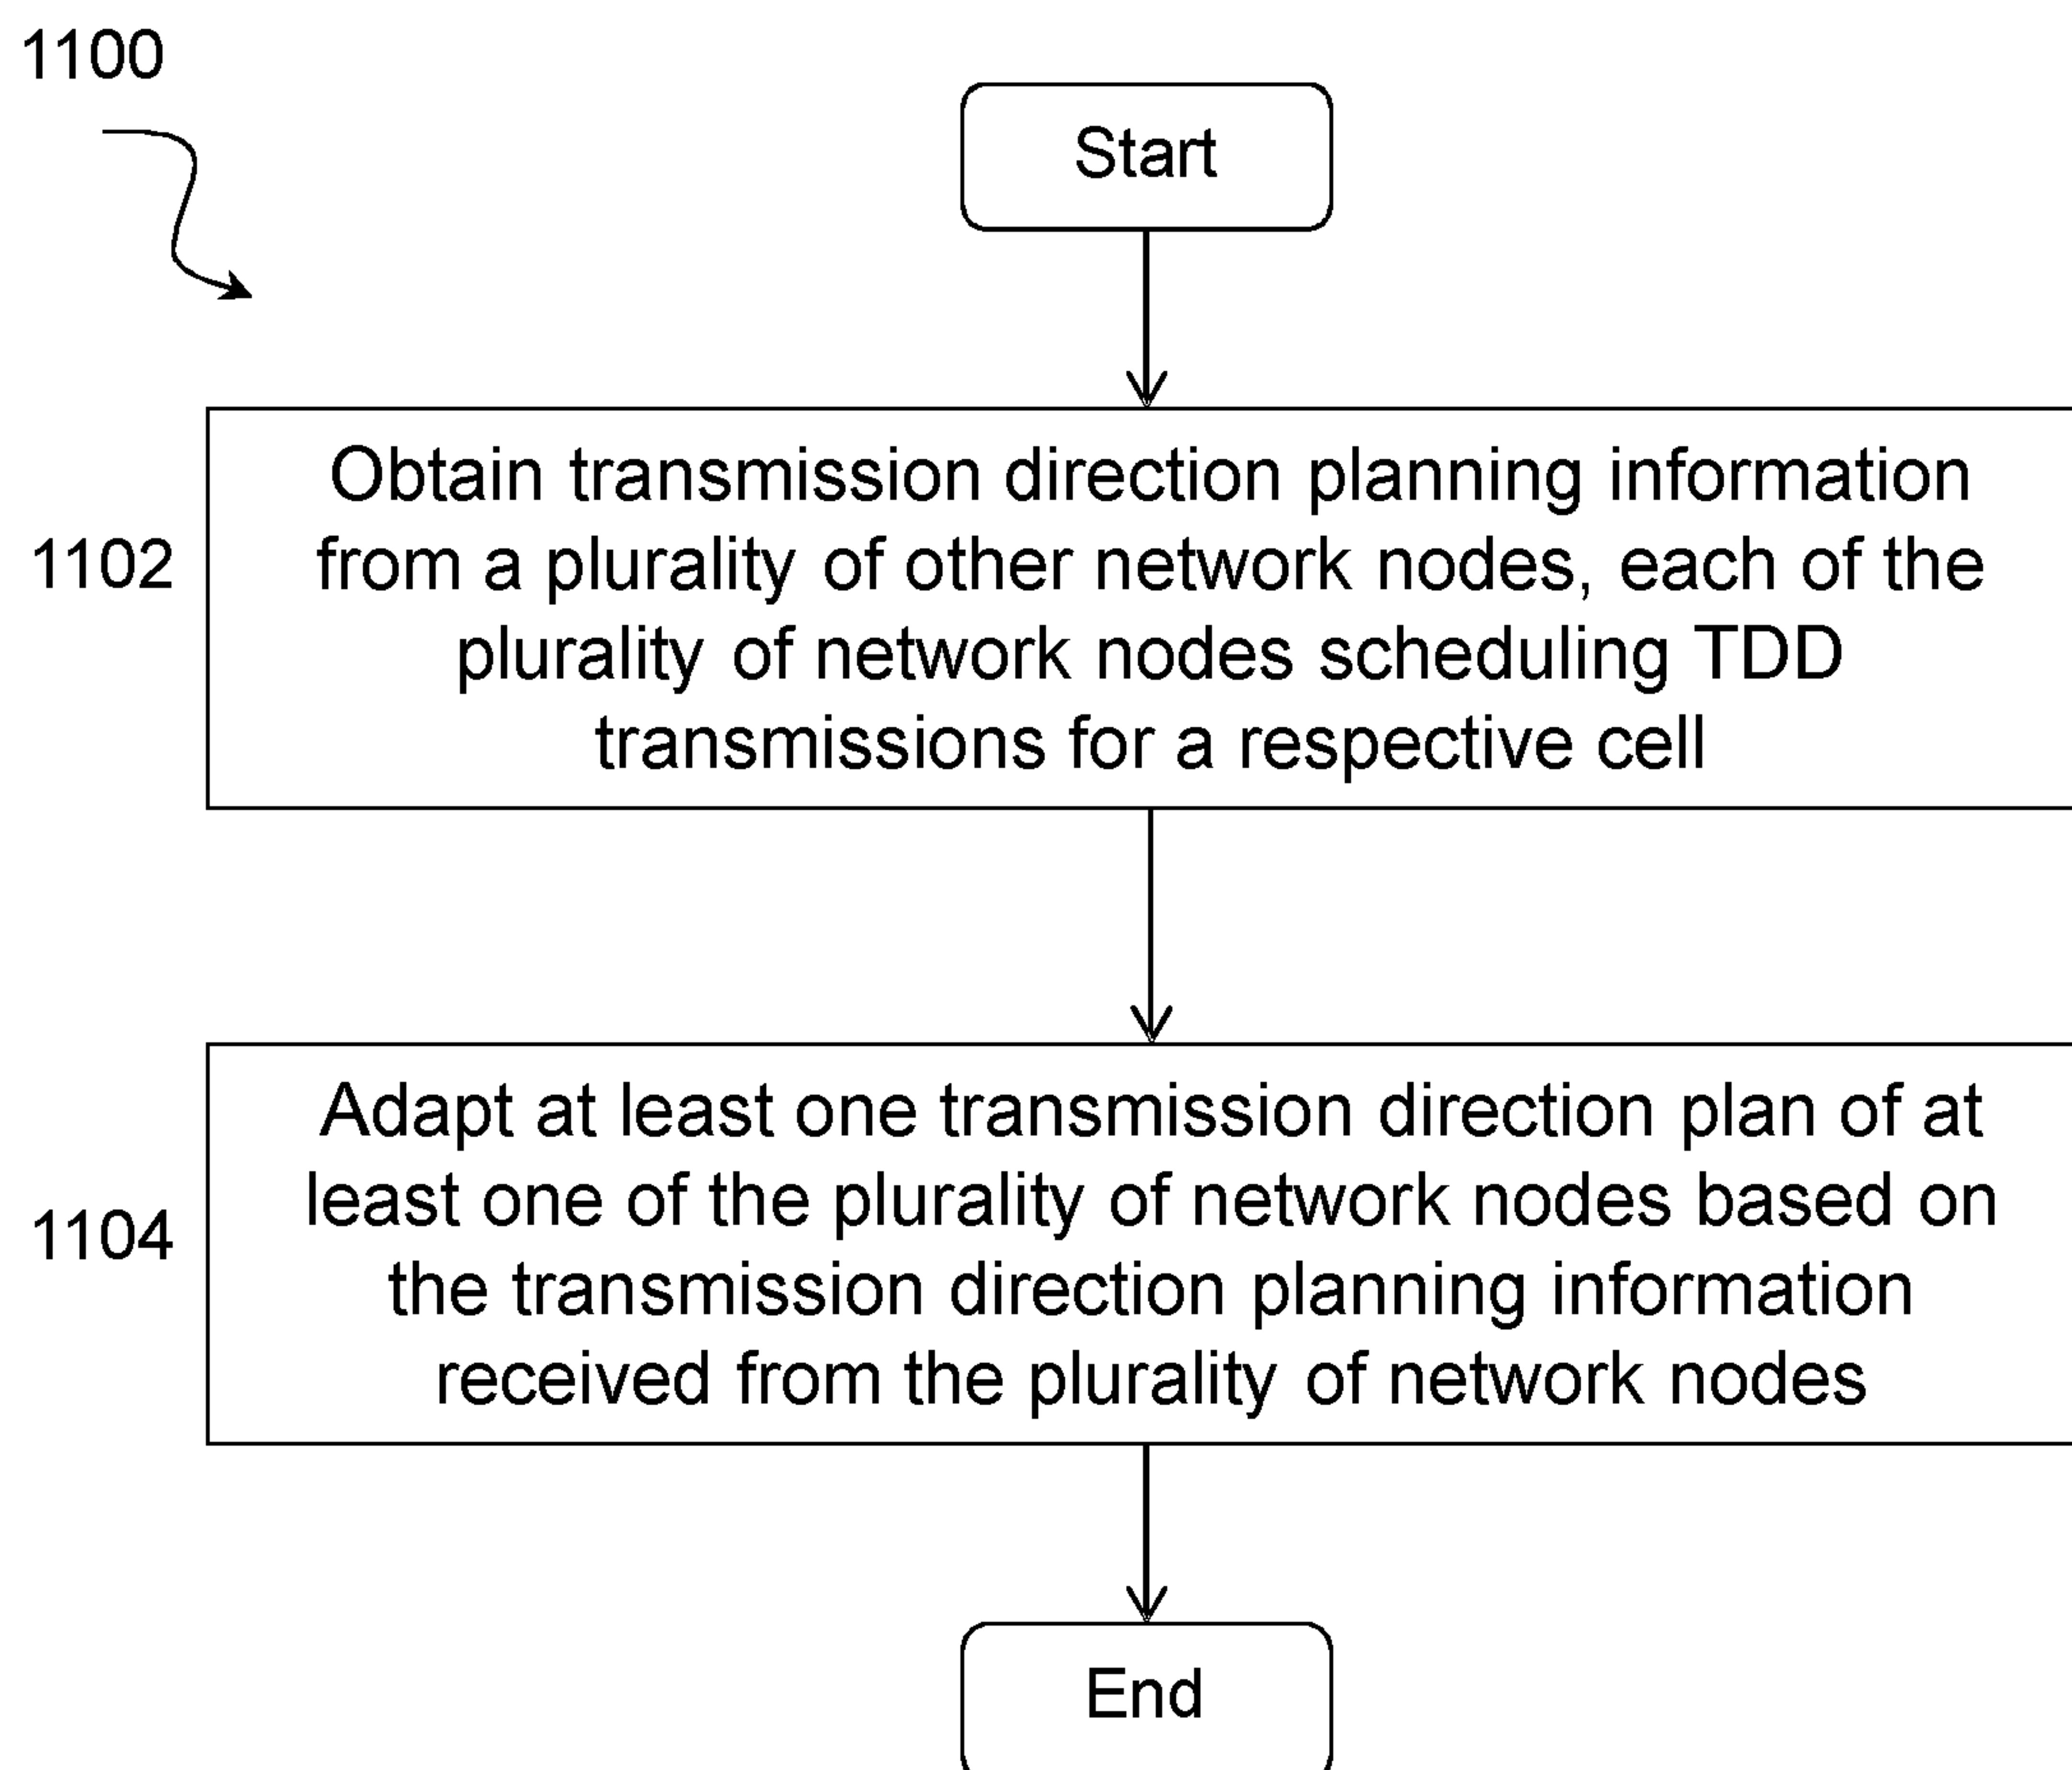 1100
Start
1102
Obtain transmission direction planning information
from a plurality of other network nodes, each of the
plurality of network nodes scheduling TDD
transmissions for a respective cell
1104
Adapt at least one transmission direction plan of at
least one of the plurality of network nodes based on
the transmission direction planning information
received from the plurality of network nodes
End